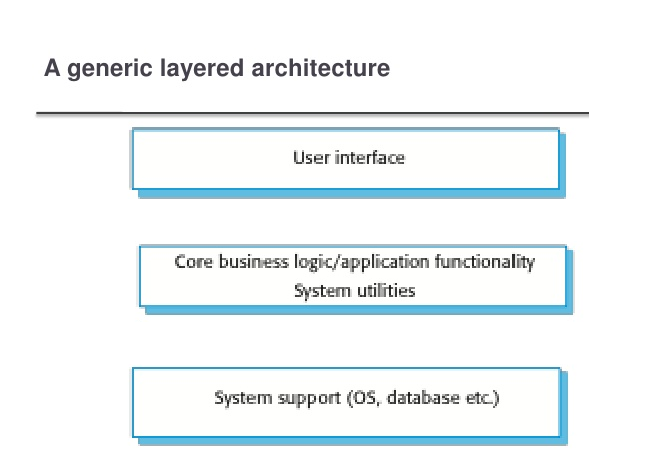 A generic layered architecture
User interface
Core business logic/application functionality
System utilities
System support (OS, database etc.)